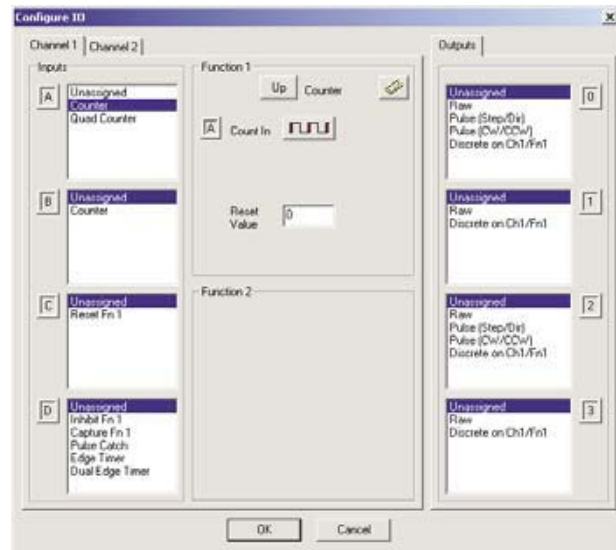 Configure IO
Channel 1
Channel 2
Outputs
Inputs
A
Unassigned
Counter
Quad Counter
B
Unassigned
Counter
C
Unassigned
Reset Fn 1
D
Unassigned
Inhibit Fn 1
Capture Fn 1
Pulse Catch
Edge Timer
Dual Edge Timer
Function 1
Up Counter
A Count In
Reset
Value
0
Function 2
Unassigned
Raw
Pulse (Step/Dir)
Pulse (CW/CCW)
Discrete on Ch1/Fn1
0
Unassigned
Raw
Discrete on Ch1/Fn1
1
Unassigned
Raw
Pulse (Step/Dir)
Pulse (CW/CCW)
Discrete on Ch1/Fn1
2
Unassigned
Raw
Discrete on Ch1/Fn1
3
OK
Cancel